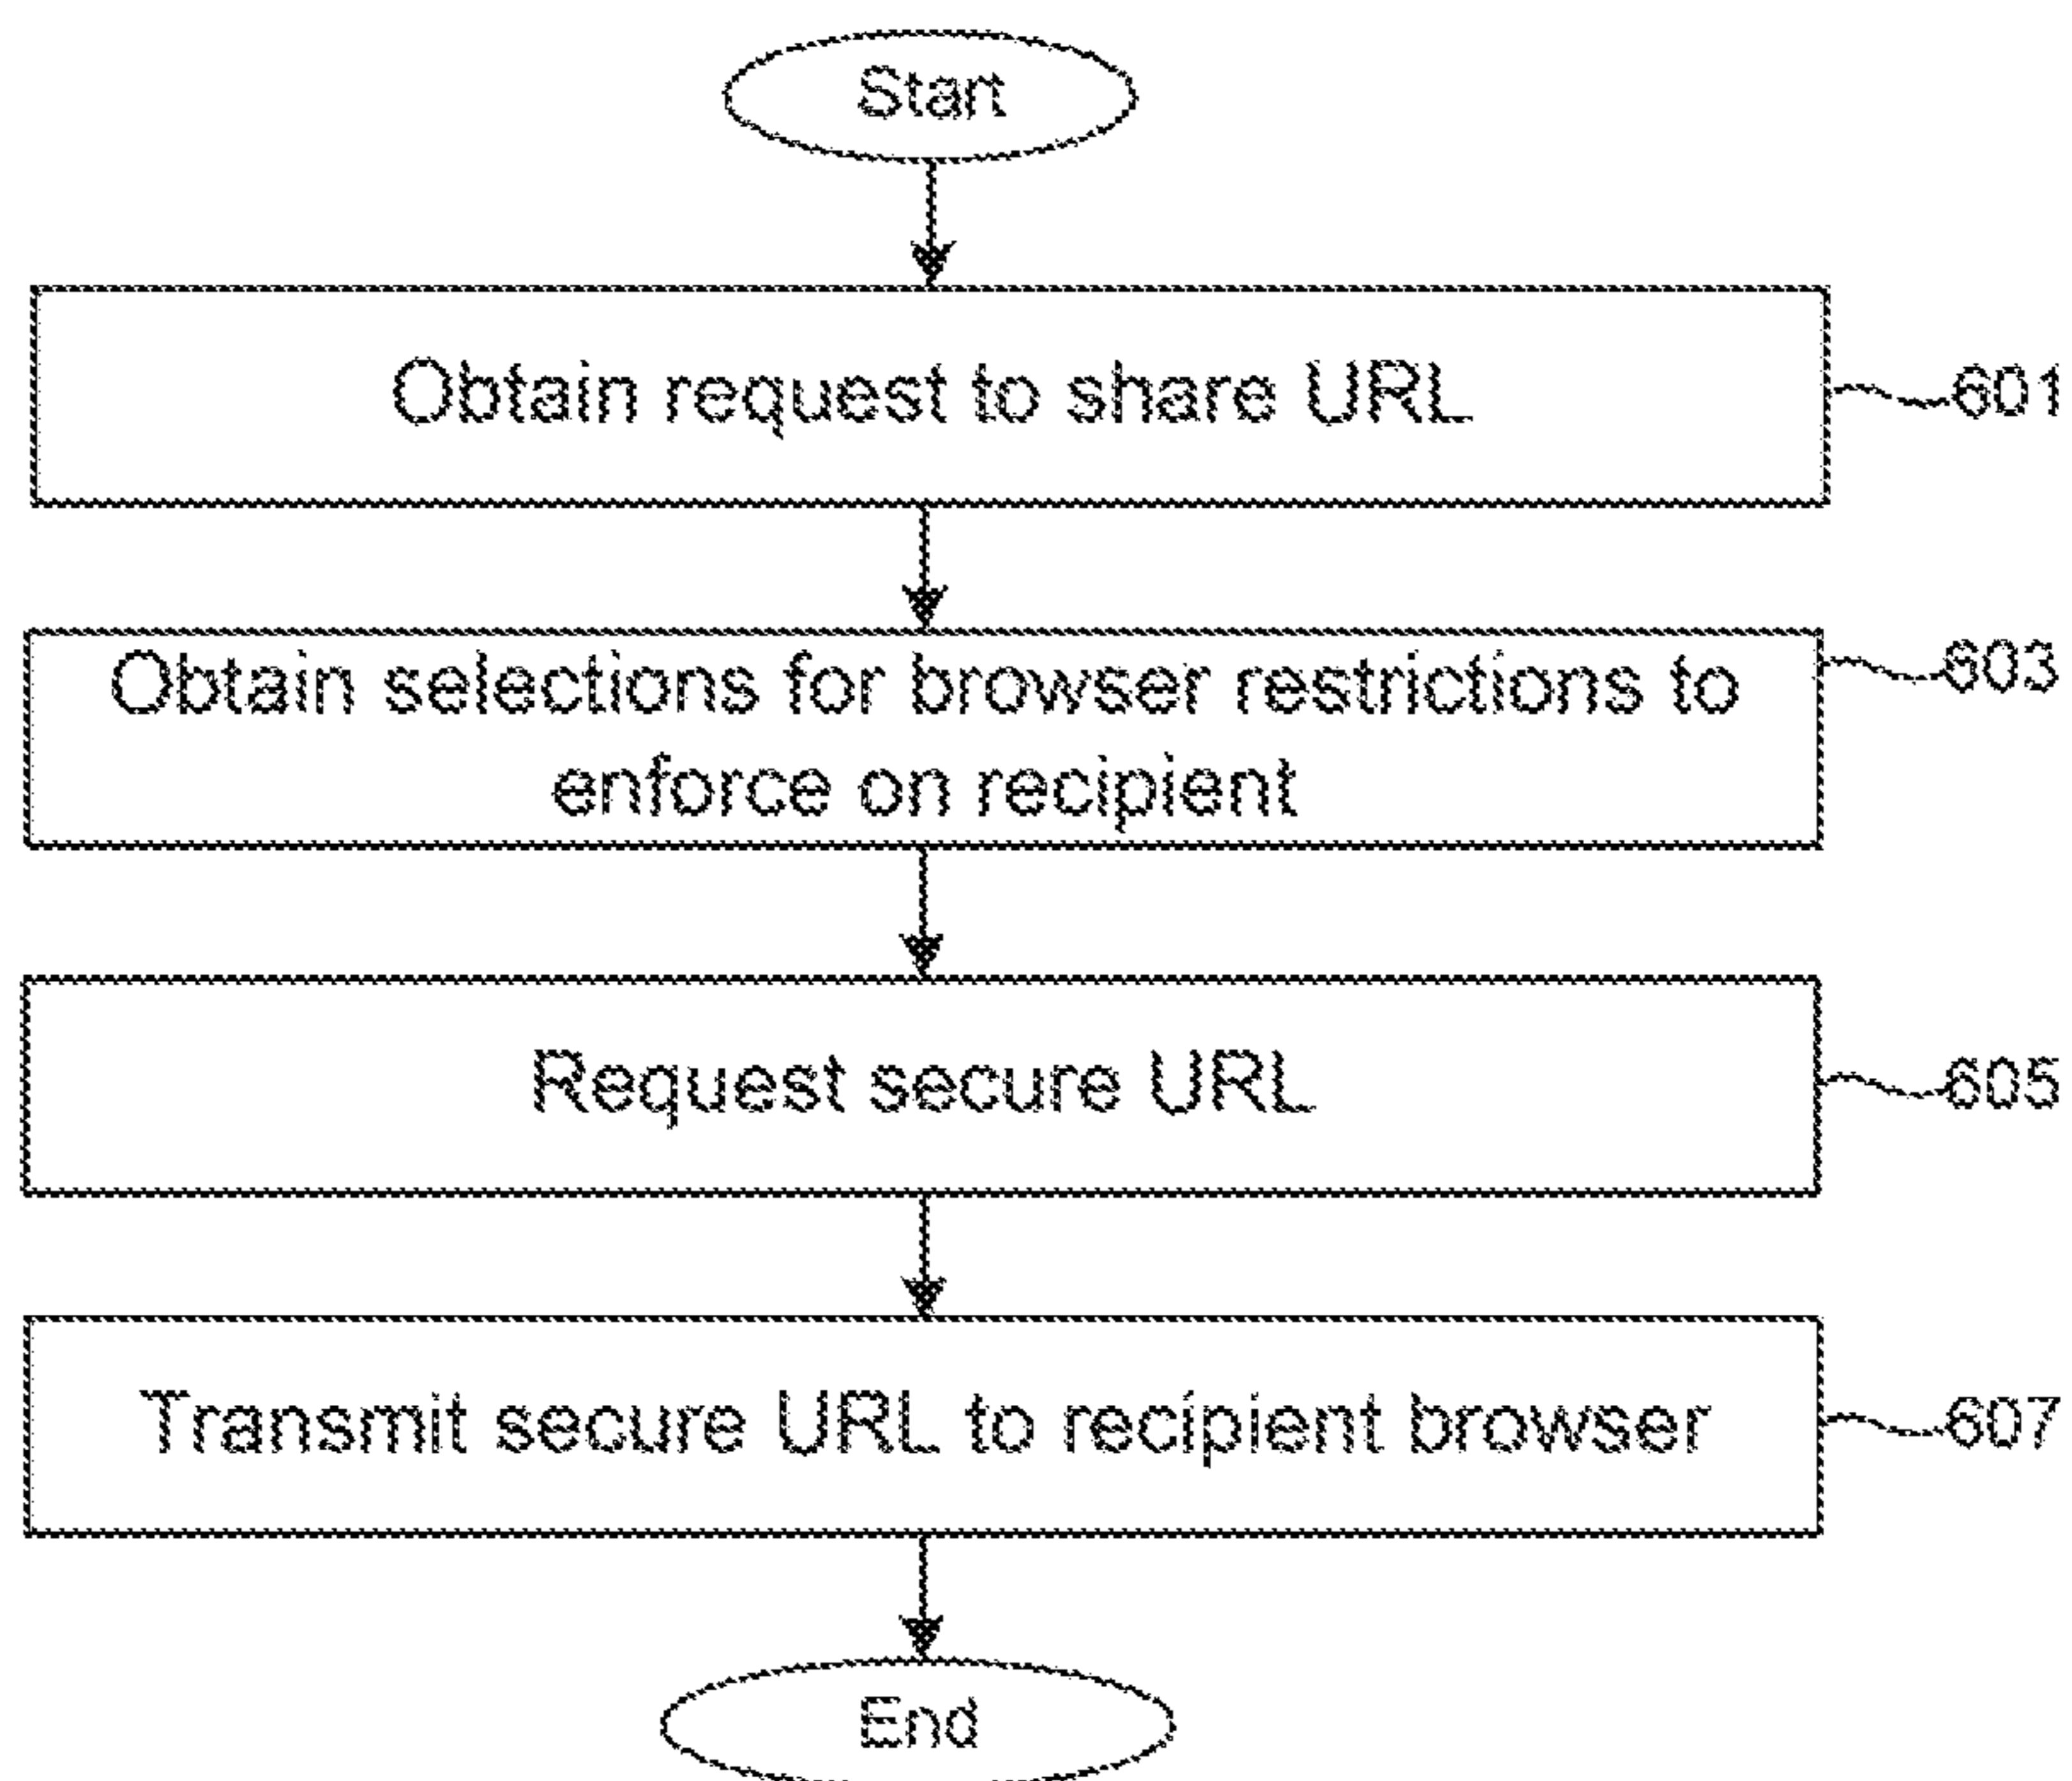 Start
Obtain request to share URL
601
Obtain selections for browser restrictions to
603
enforce on recipient
Request secure URL
605
Transmit secure URL to recipient browser
607
End